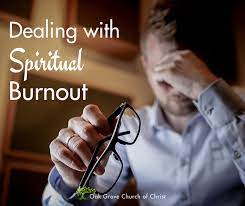 Dealing with
Spiritual
Burnout
Oak Grove Church of Christ